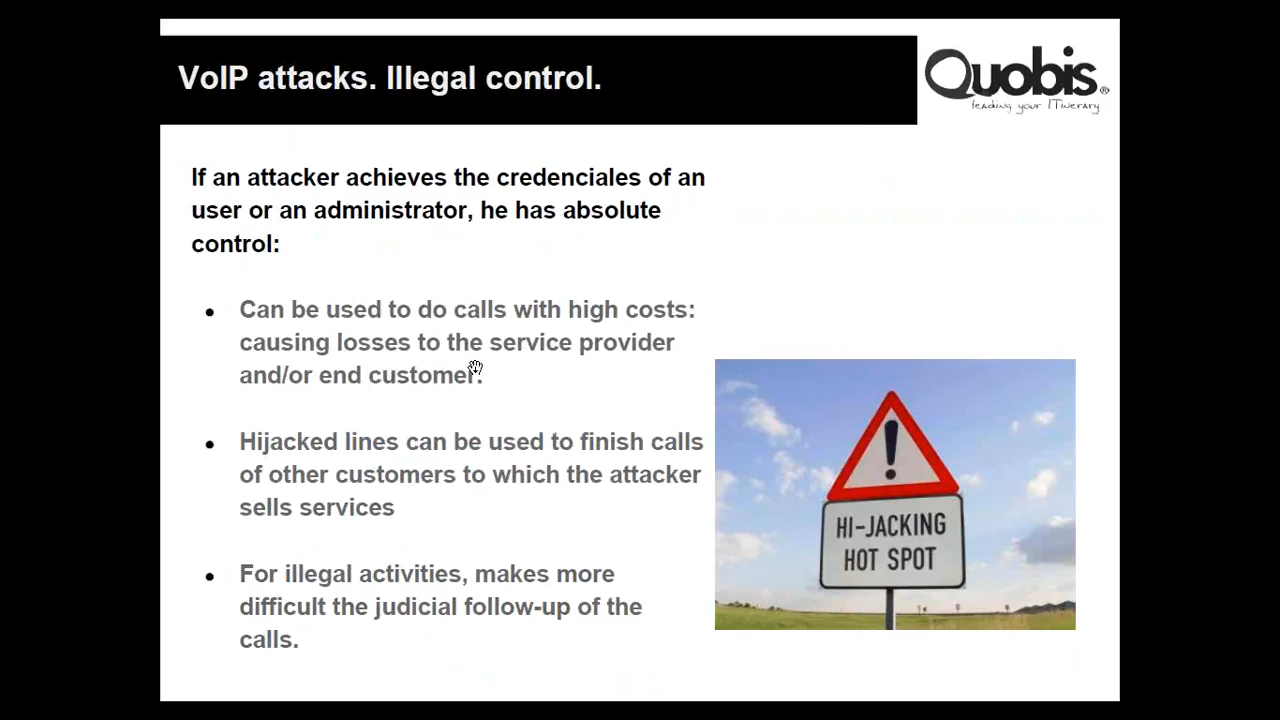 VoIP attacks. Illegal control.
Quobis®
leading your ITinerary
If an attacker achieves the credenciales of an
user or an administrator, he has absolute
control:
• Can be used to do calls with high costs:
causing losses to the service provider
and/or end customer.
• Hijacked lines can be used to finish calls
of other customers to which the attacker
sells services
• For illegal activities, makes more
difficult the judicial follow-up of the
calls.
HI-JACKING
HOT SPOT